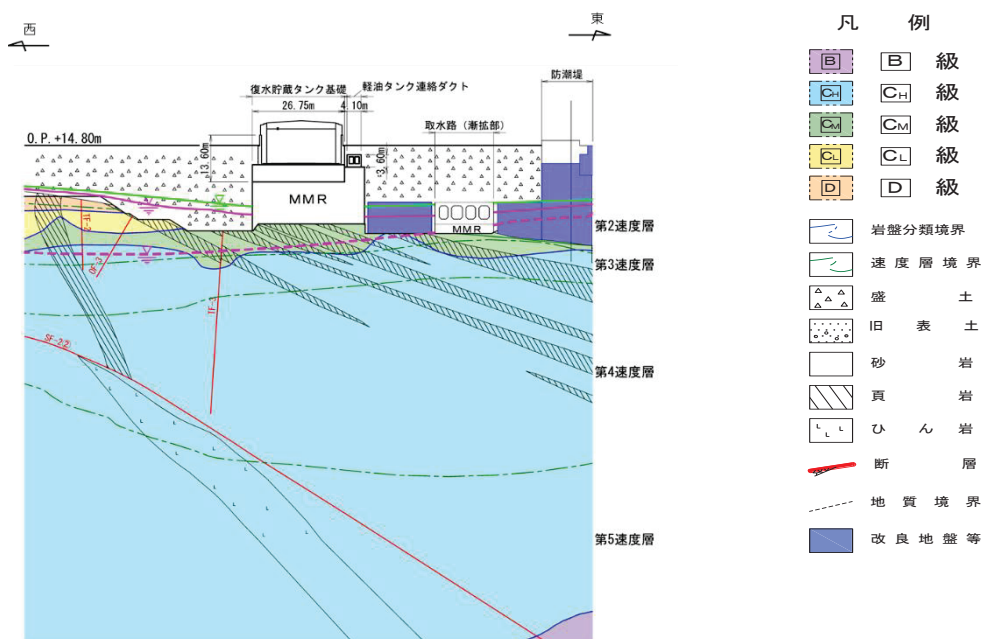 西
東
凡 例
防潮堤
復水貯蔵タンク基礎
軽油タンク連絡ダクト
26.75m
4.10m
取水路（漸拡部）
O.P.+14.80m
13.60m
3.60m
MMR
MMR
第2速度層
第3速度層
第4速度層
第5速度層
SF-22
B B 級
CH CH 級
CM CM 級
CL CL 級
D D 級
岩盤分類境界
速度層境界
盛土
旧表土
砂岩
頁岩
ひん岩
断層
地質境界
改良地盤等